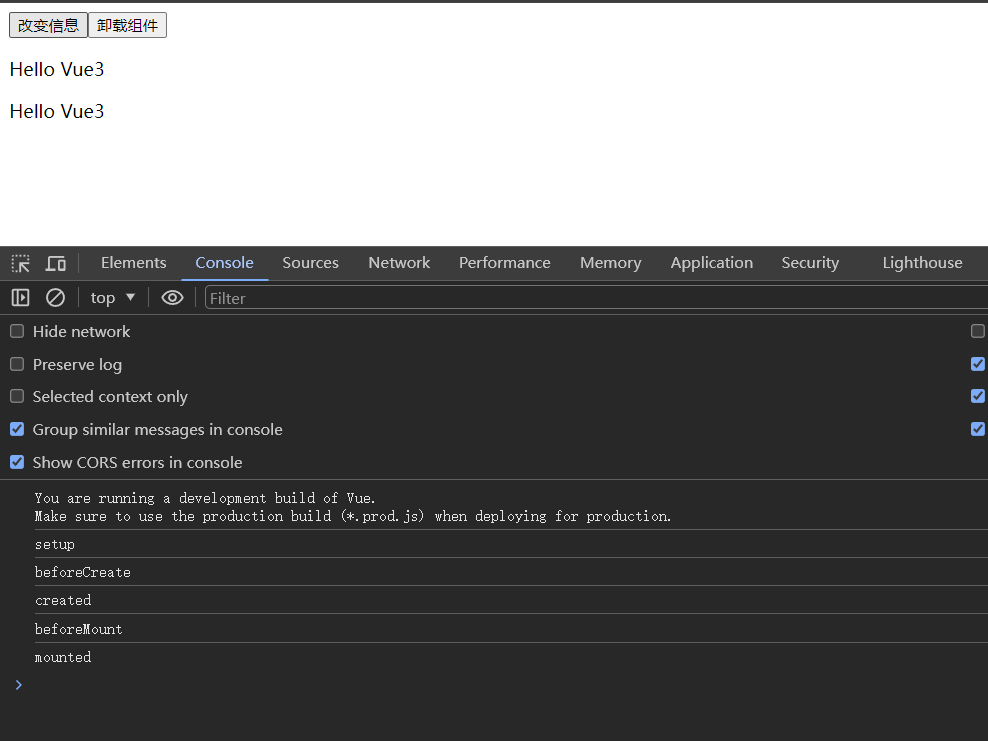 改变信息 卸载组件
Hello Vue3
Hello Vue3
Elements Console Sources Network Performance Memory Application Security Lighthouse
top ▼ Filter
Hide network
Preserve log
Selected context only
Group similar messages in console
Show CORS errors in console
You are running a development build of Vue.
Make sure to use the production build (*.prod.js) when deploying for production.
setup
beforeCreate
created
beforeMount
mounted